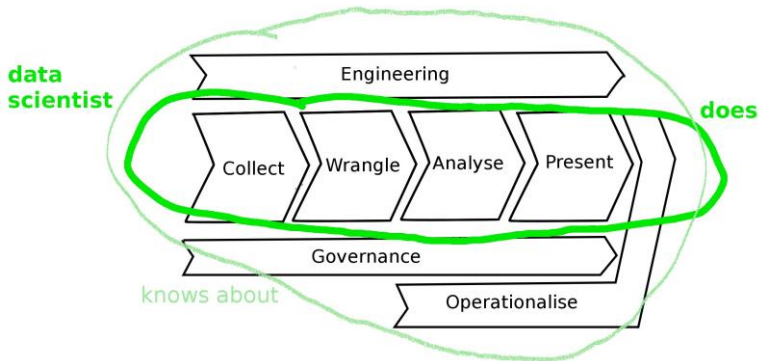 Engineering
data
scientist
does
Collect
Wrangle
Analyse
Present
Governance
knows about
Operationalise